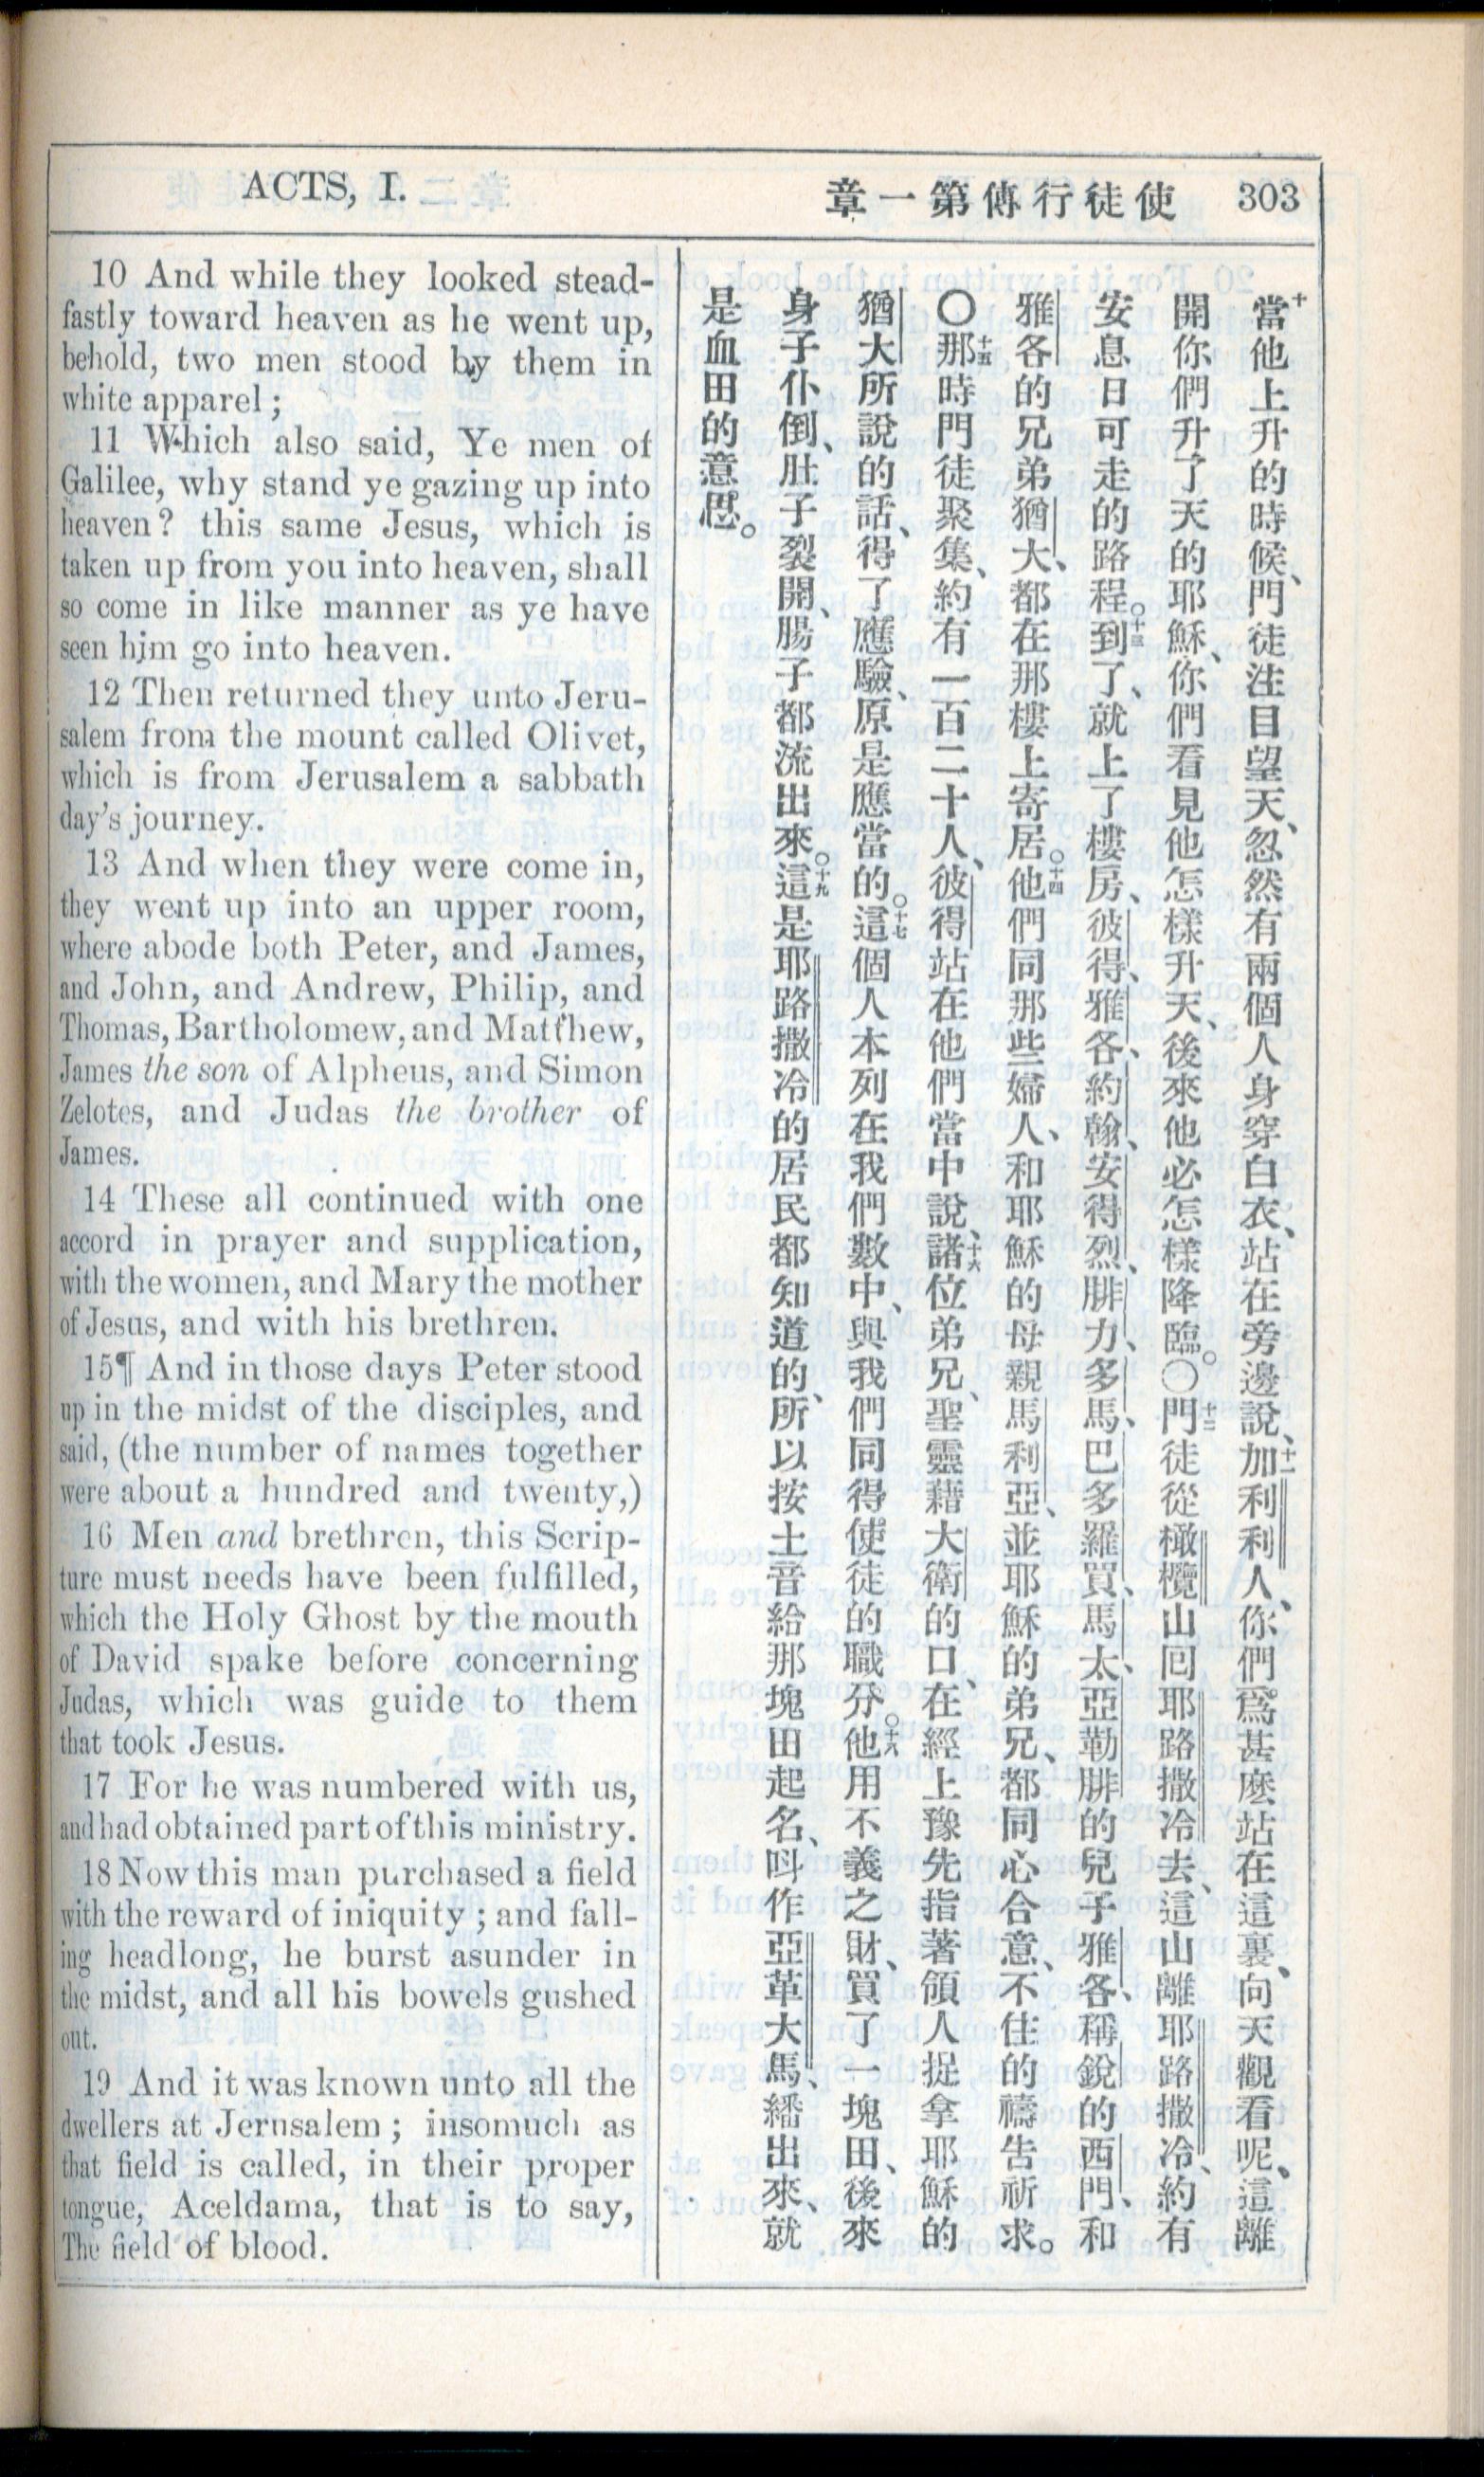 ACTS, I.
使徒行傳第一章 303
10 And while they looked stead-
fastly toward heaven as he went up,
behold, two men stood by them in
white apparel;
11 Which also said, Ye men of
Galilee, why stand ye gazing up into
heaven? this same Jesus, which is
taken up from you into heaven, shall
so come in like manner as ye have
seen him go into heaven.
12 Then returned they unto Jeru-
salem from the mount called Olivet,
which is from Jerusalem a sabbath
day's journey.
13 And when they were come in,
they went up into an upper room,
where abode both Peter, and James,
and John, and Andrew, Philip, and
Thomas, Bartholomew, and Matthew,
James the son of Alpheus, and Simon
Zelotes, and Judas the brother of
James.
14 These all continued with one
accord in prayer and supplication,
with the women, and Mary the mother
of Jesus, and with his brethren.
15¶ And in those days Peter stood
up in the midst of the disciples, and
said, (the number of names together
were about a hundred and twenty,)
16 Men and brethren, this Scrip-
ture must needs have been fulfilled,
which the Holy Ghost by the mouth
of David spake before concerning
Judas, which was guide to them
that took Jesus.
17 For he was numbered with us,
and had obtained part of this ministry.
18 Now this man purchased a field
with the reward of iniquity; and fall-
ing headlong, he burst asunder in
the midst, and all his bowels gushed
out.
19 And it was known unto all the
dwellers at Jerusalem; insomuch as
that field is called, in their proper
tongue, Aceldama, that is to say,
The field of blood.
十當他上升的時候、門徒注目望天、忽然有兩個人身穿白衣、站在旁邊說、十一加利利人、你們爲甚麽站在這裏、向天觀看呢、這離
開你們升了天的耶穌、你們看見他怎樣升天、後來他必怎樣降臨。〇十二門徒從橄欖山囘耶路撒冷去、這山離耶路撒冷、約有
安息日可走的路程。十三到了、就上了樓房、彼得、雅各、約翰、安得烈、腓力、多馬、巴多羅買、馬太、亞勒腓的兒子雅各、稱銳的西門、和
雅各的兄弟猶大、都在那樓上寄居。十四他們同那些婦人、和耶穌的母親馬利亞、並耶穌的弟兄、都同心合意、不住的禱告祈求。
〇十五那時門徒聚集、約有一百二十人、彼得站在他們當中說、十六諸位弟兄、聖靈藉大衛的口、在經上豫先指著領人捉拿耶穌的
猶大所說的話、得了應驗、原是應當的。十七這個人本列在我們數中、與我們同得使徒的職分。十八他用不義之財、買了一塊田、後來
身子仆倒、肚子裂開、腸子都流出來。十九這是耶路撒冷的居民都知道的、所以按土音給那塊田起名、呌作亞革大馬、繙出來、就
是血田的意思。